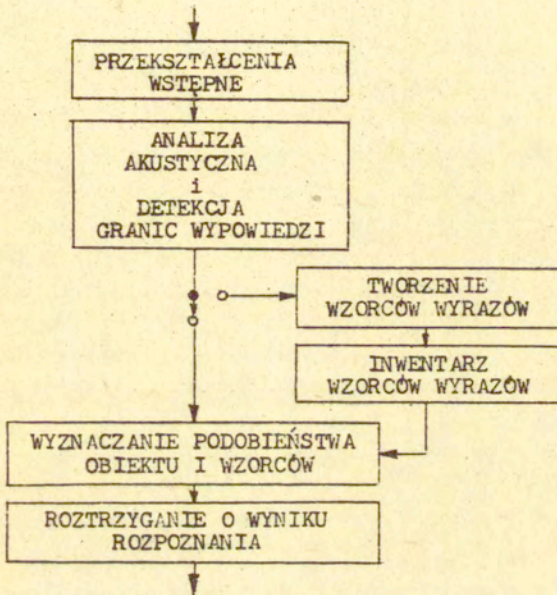 PRZEKSZTAŁCENIA
WSTĘPNE
ANALIZA
AKUSTYCZNA
i
DETEKCJA
GRANIC WYPOWIEDZI
TWORZENIE
WZORCÓW WYRAZÓW
INWENTARZ
WZORCÓW WYRAZÓW
WYZNACZANIE PODOBIEŃSTWA
OBIEKTU I WZORCÓW
ROZTRZYGANIE O WYNIKU
ROZPOZNANIA